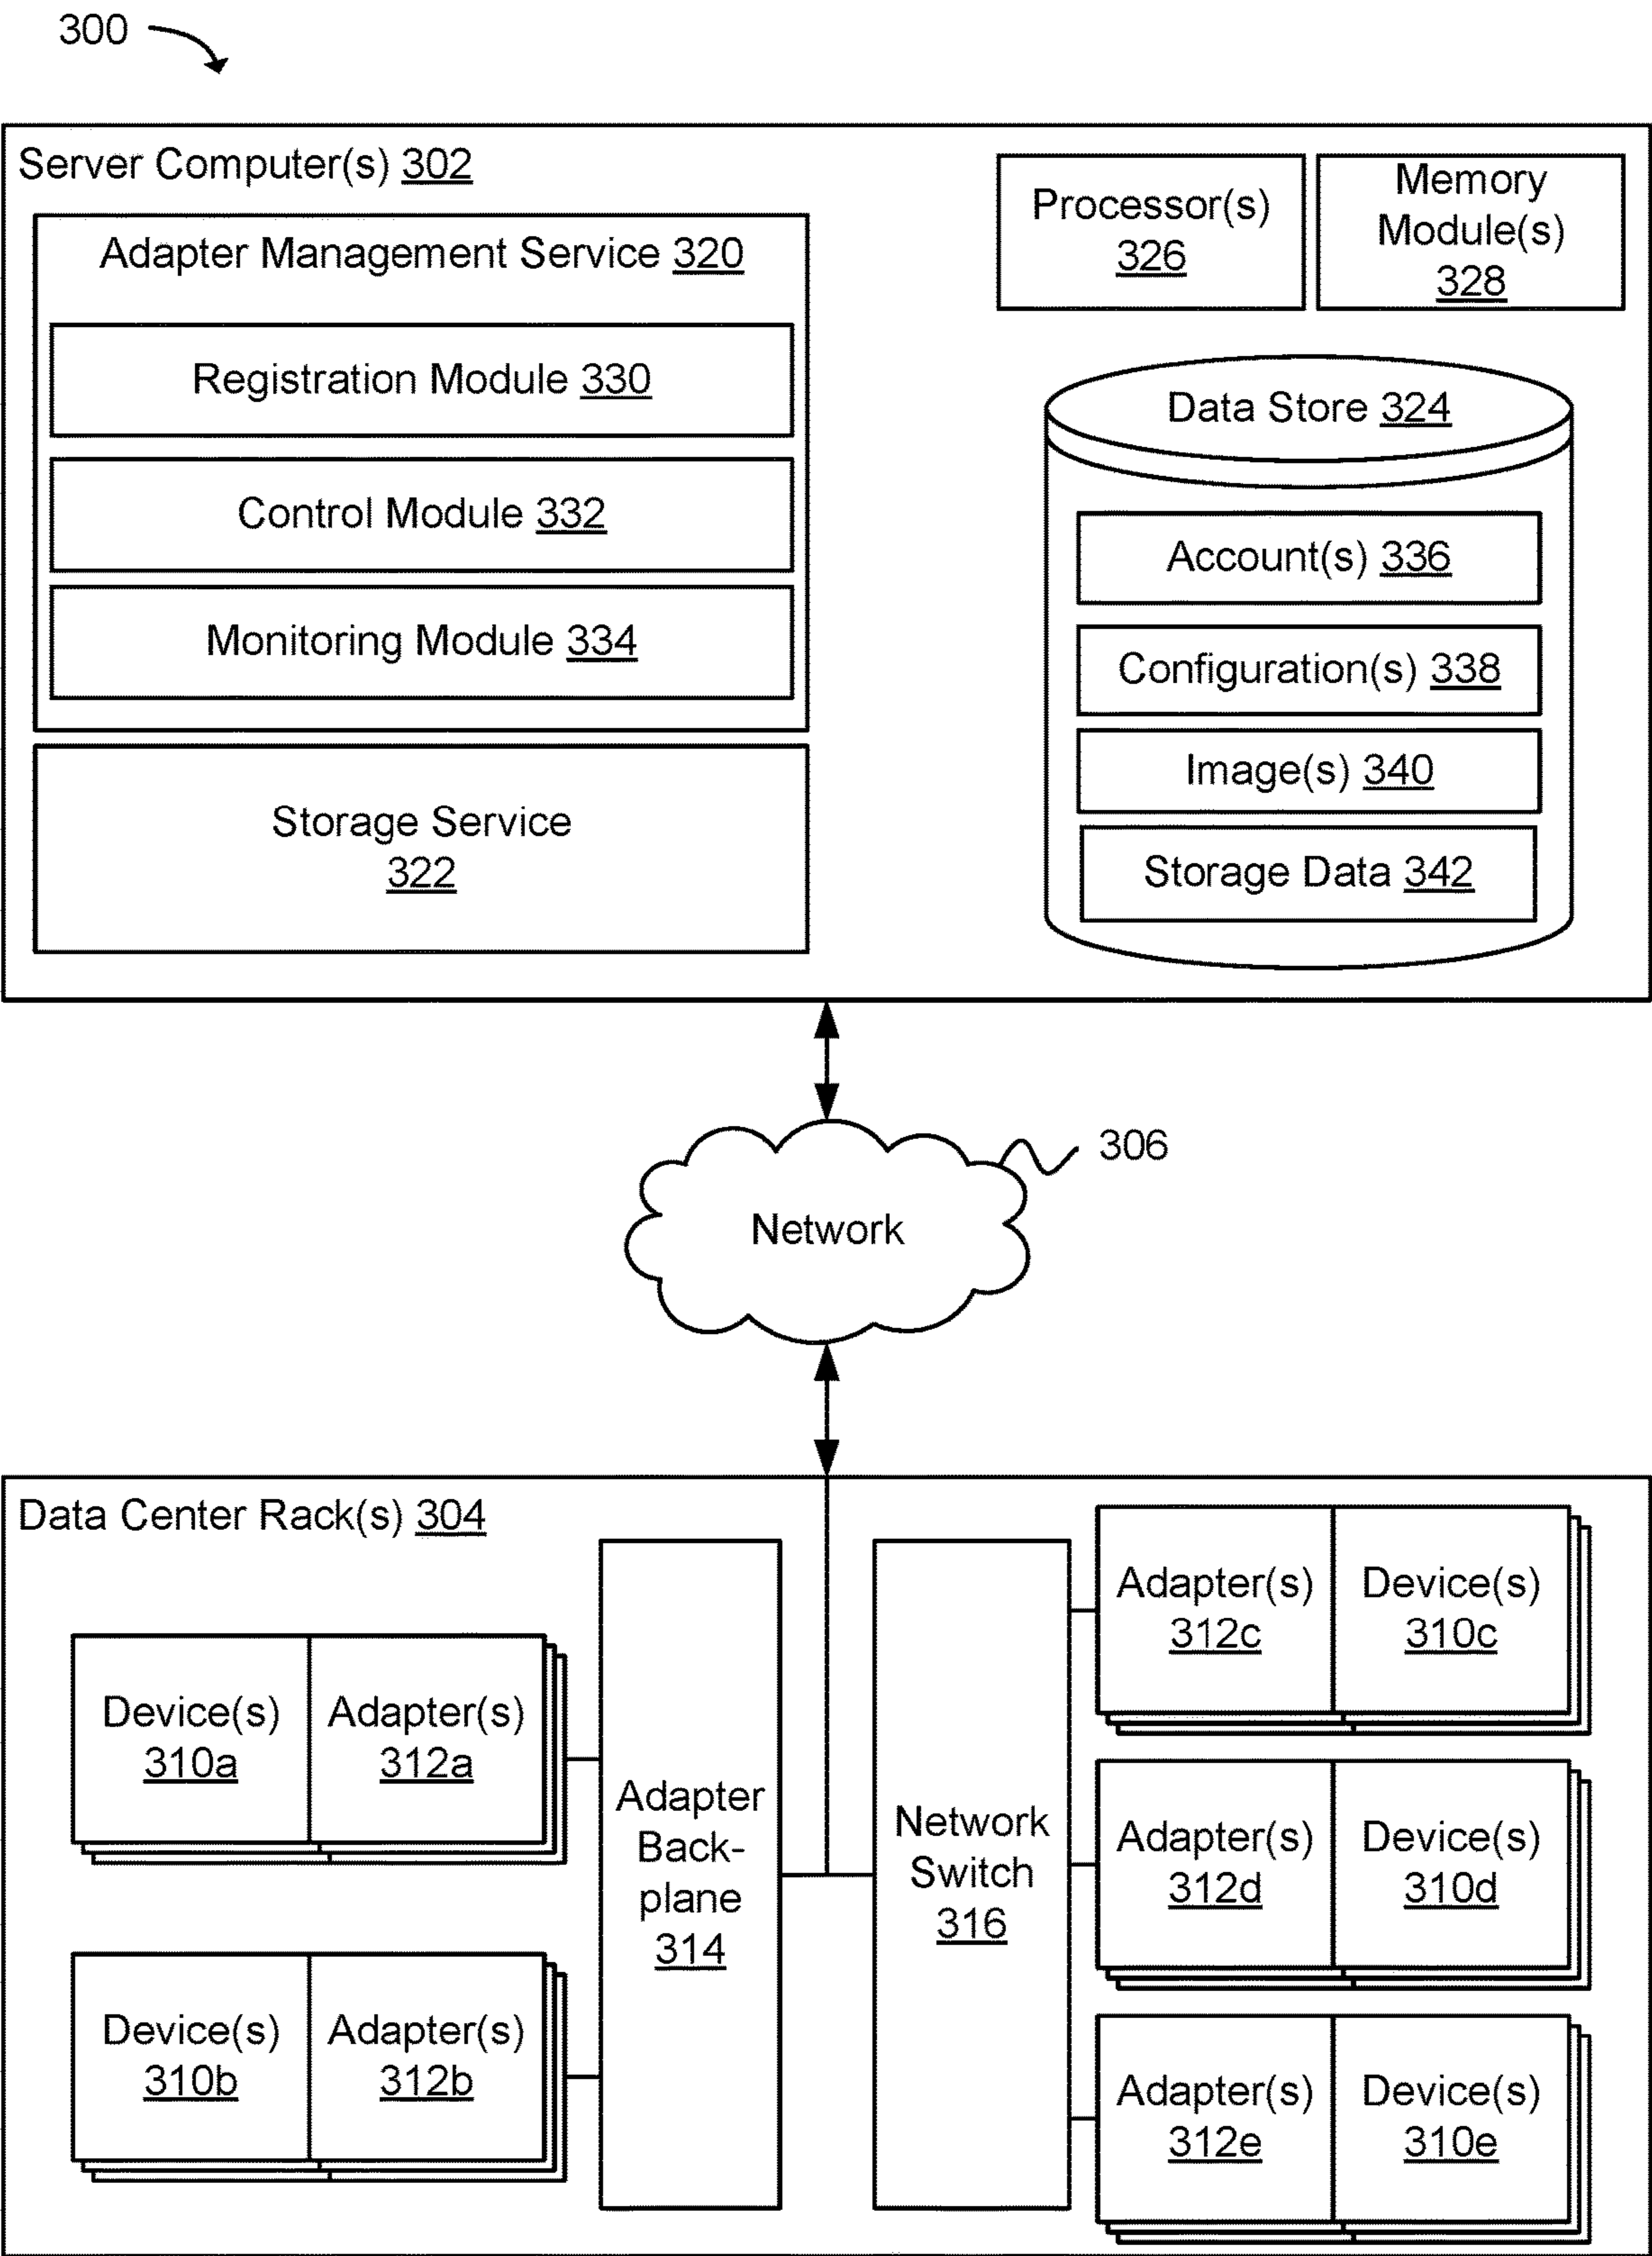 300
Server Computer(s) 302
Adapter Management Service 320
Registration Module 330
Control Module 332
Monitoring Module 334
Storage Service
322
Processor(s)
326
Memory
Module(s)
328
Data Store 324
Account(s) 336
Configuration(s) 338
Image(s) 340
Storage Data 342
306
Network
Data Center Rack(s) 304
Device(s)
310a
Adapter(s)
312a
Device(s)
310b
Adapter(s)
312b
Adapter
Back-
plane
314
Network
Switch
316
Adapter(s)
312c
Device(s)
310c
Adapter(s)
312d
Device(s)
310d
Adapter(s)
312e
Device(s)
310e